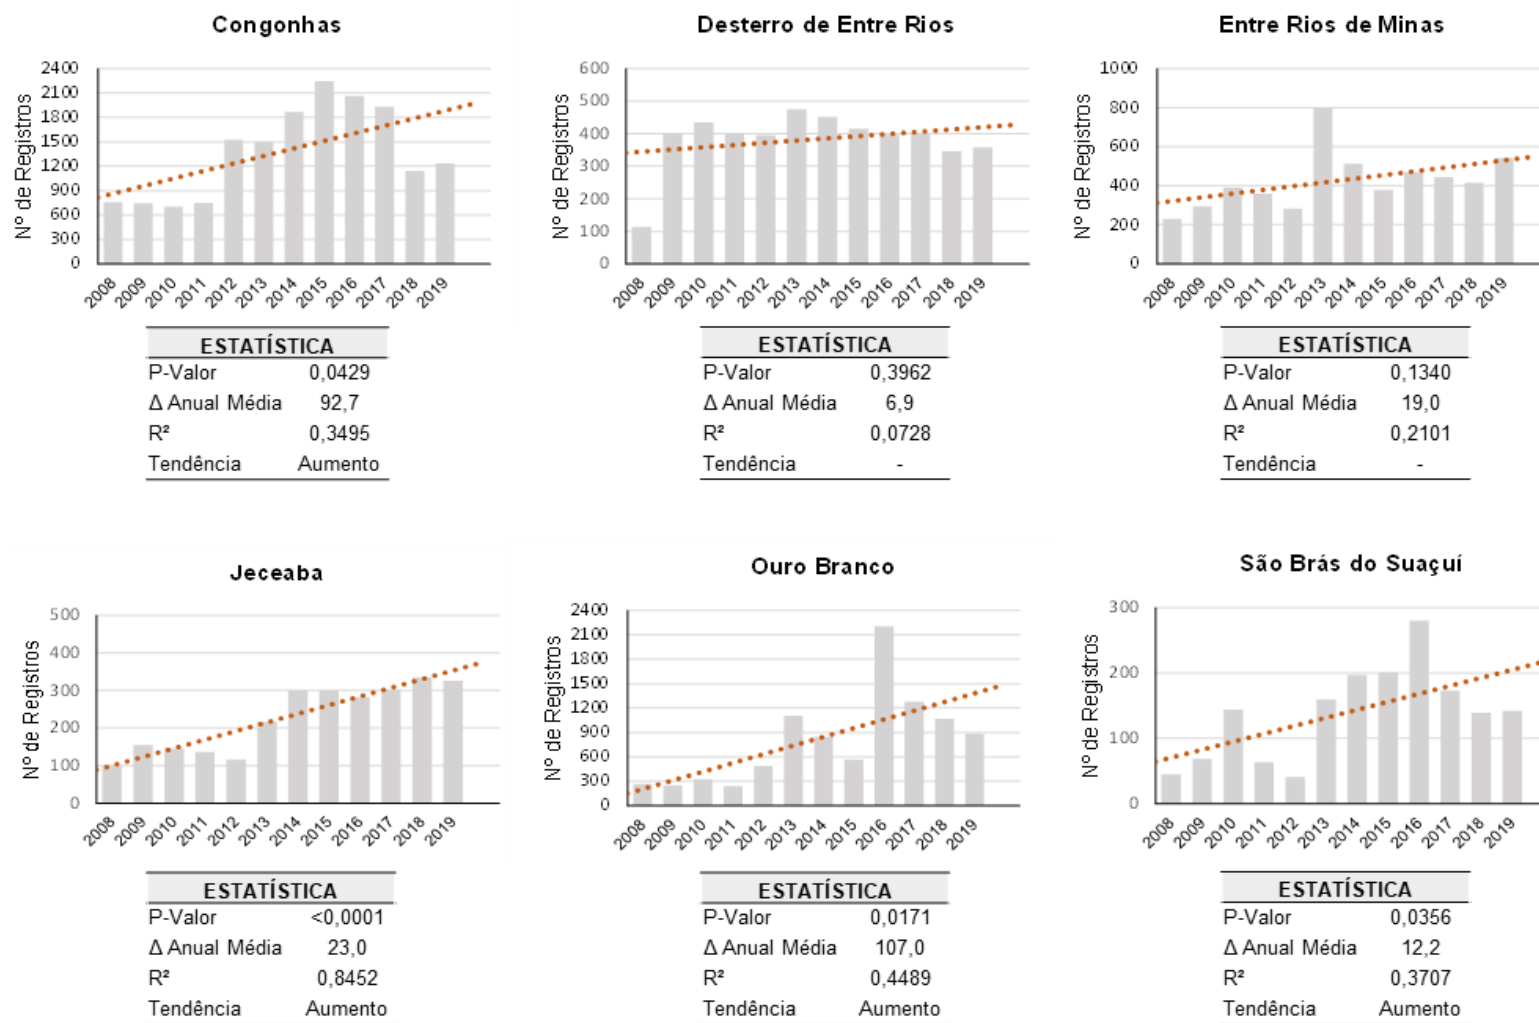 Congonhas
Nº de Registros
2400
2100
1800
1500
1200
900
600
300
0
2008 2009 2010 2011 2012 2013 2014 2015 2016 2017 2018 2019
ESTATÍSTICA
P-Valor 0,0429
Δ Anual Média 92,7
R² 0,3495
Tendência Aumento
Desterro de Entre Rios
Nº de Registros
600
500
400
300
200
100
0
2008 2009 2010 2011 2012 2013 2014 2015 2016 2017 2018 2019
ESTATÍSTICA
P-Valor 0,3962
Δ Anual Média 6,9
R² 0,0728
Tendência -
Entre Rios de Minas
Nº de Registros
1000
800
600
400
200
0
2008 2009 2010 2011 2012 2013 2014 2015 2016 2017 2018 2019
ESTATÍSTICA
P-Valor 0,1340
Δ Anual Média 19,0
R² 0,2101
Tendência -
Jeceaba
Nº de Registros
500
400
300
200
100
0
2008 2009 2010 2011 2012 2013 2014 2015 2016 2017 2018 2019
ESTATÍSTICA
P-Valor <0,0001
Δ Anual Média 23,0
R² 0,8452
Tendência Aumento
Ouro Branco
Nº de Registros
2400
2100
1800
1500
1200
900
600
300
0
2008 2009 2010 2011 2012 2013 2014 2015 2016 2017 2018 2019
ESTATÍSTICA
P-Valor 0,0171
Δ Anual Média 107,0
R² 0,4489
Tendência Aumento
São Brás do Suaçuí
Nº de Registros
300
200
100
0
2008 2009 2010 2011 2012 2013 2014 2015 2016 2017 2018 2019
ESTATÍSTICA
P-Valor 0,0356
Δ Anual Média 12,2
R² 0,3707
Tendência Aumento